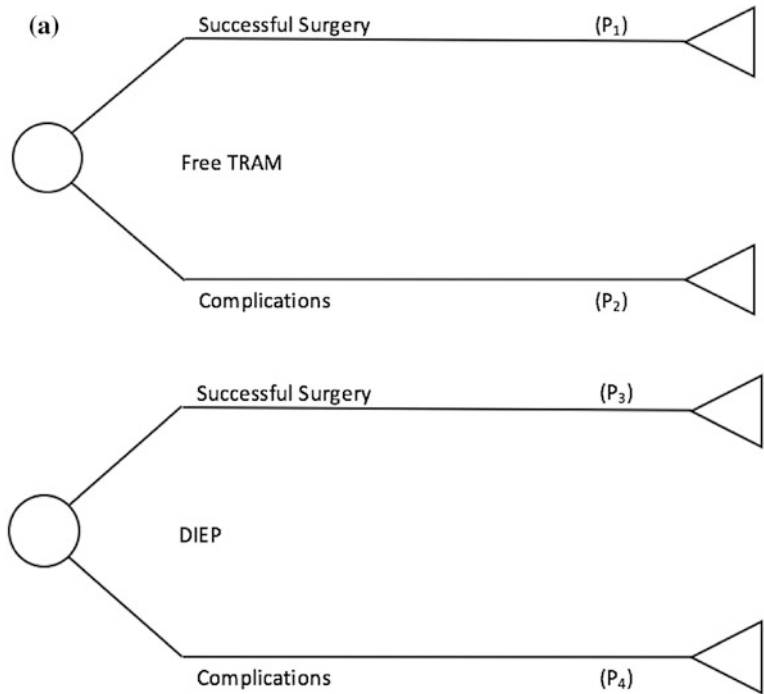 (a)
Successful Surgery (P₁)
Free TRAM
Complications (P₂)
Successful Surgery (P₃)
DIEP
Complications (P₄)